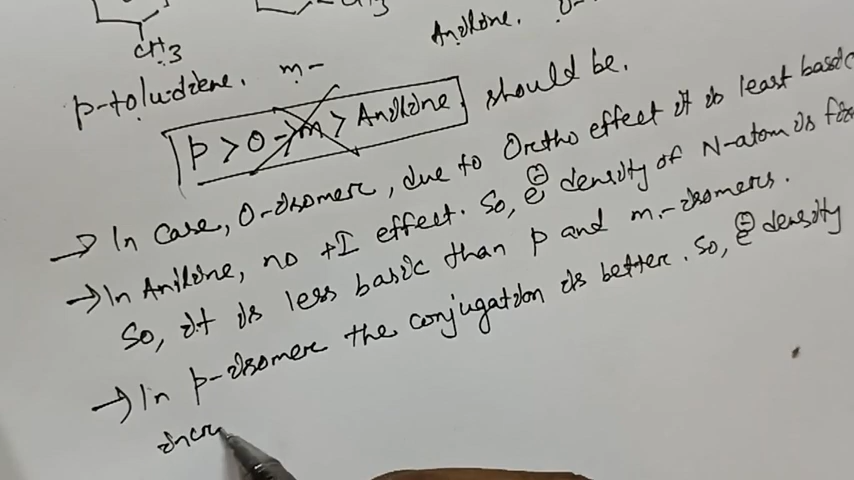 CH3
CH3
p-toludiene. m- Aniline. O-
p > O -> m > Aniline should be.
-> In case, O-isomer, due to Ortho effect it is least basic
-> In Aniline, no +I effect. So, e⊖ density of N-atom is
So, it is less basic than p and m-isomers.
-> In p-isomer the conjugation is better. So, e⊖ density
incre